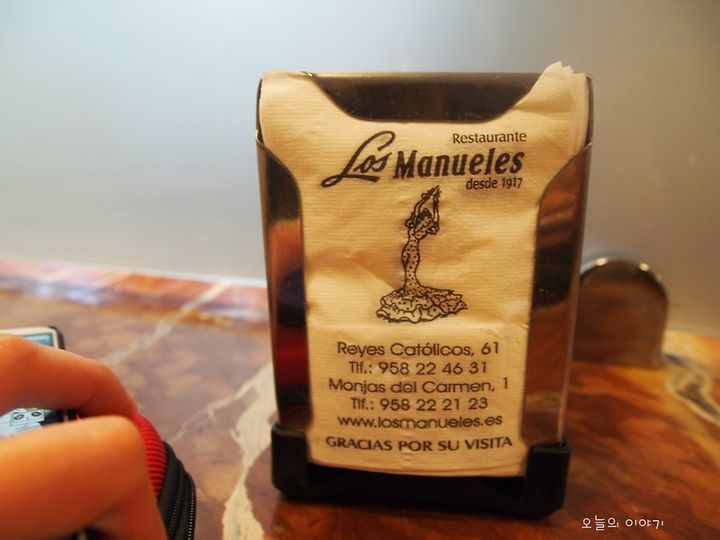 Restaurante
Los Manueles
desde 1917
Reyes Católicos, 61
Tlf.: 958 22 46 31
Monjas del Carmen, 1
Tlf.: 958 22 21 23
www.losmanueles.es
GRACIAS POR SU VISITA
오늘의 이야기